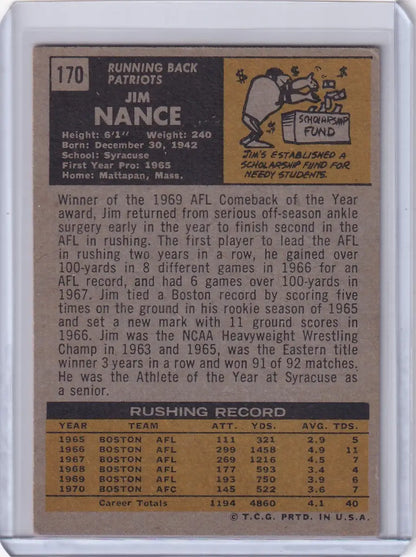 170
RUNNING BACK
PATRIOTS
JIM
NANCE
Height: 6'1" Weight: 240
Born: December 30, 1942
School: Syracuse
First Year Pro: 1965
Home: Mattapan, Mass.
$ $ $ $
SCHOLARSHIP
FUND
JIM'S ESTABLISHED A
SCHOLARSHIP FUND FOR
NEEDY STUDENTS.
Winner of the 1969 AFL Comeback of the Year
award, Jim returned from serious off-season ankle
surgery early in the year to finish second in the
AFL in rushing. The first player to lead the AFL
in rushing two years in a row, he gained over
100-yards in 8 different games in 1966 for an
AFL record, and had 6 games over 100-yards in
1967. Jim tied a Boston record by scoring five
times on the ground in his rookie season of 1965
and set a new mark with 11 ground scores in
1966. Jim was the NCAA Heavyweight Wrestling
Champ in 1963 and 1965, was the Eastern title
winner 3 years in a row and won 91 of 92 matches.
He was the Athlete of the Year at Syracuse as
a senior.
RUSHING RECORD
YEAR TEAM ATT. YDS. AVG. TDS.
1965 BOSTON AFL 111 321 2.9 5
1966 BOSTON AFL 299 1458 4.9 11
1967 BOSTON AFL 269 1216 4.5 7
1968 BOSTON AFL 177 593 3.4 4
1969 BOSTON AFL 193 750 3.9 6
1970 BOSTON AFC 145 522 3.6 7
Career Totals 1194 4860 4.1 40
© T.C.G. PRTD. IN U.S.A.